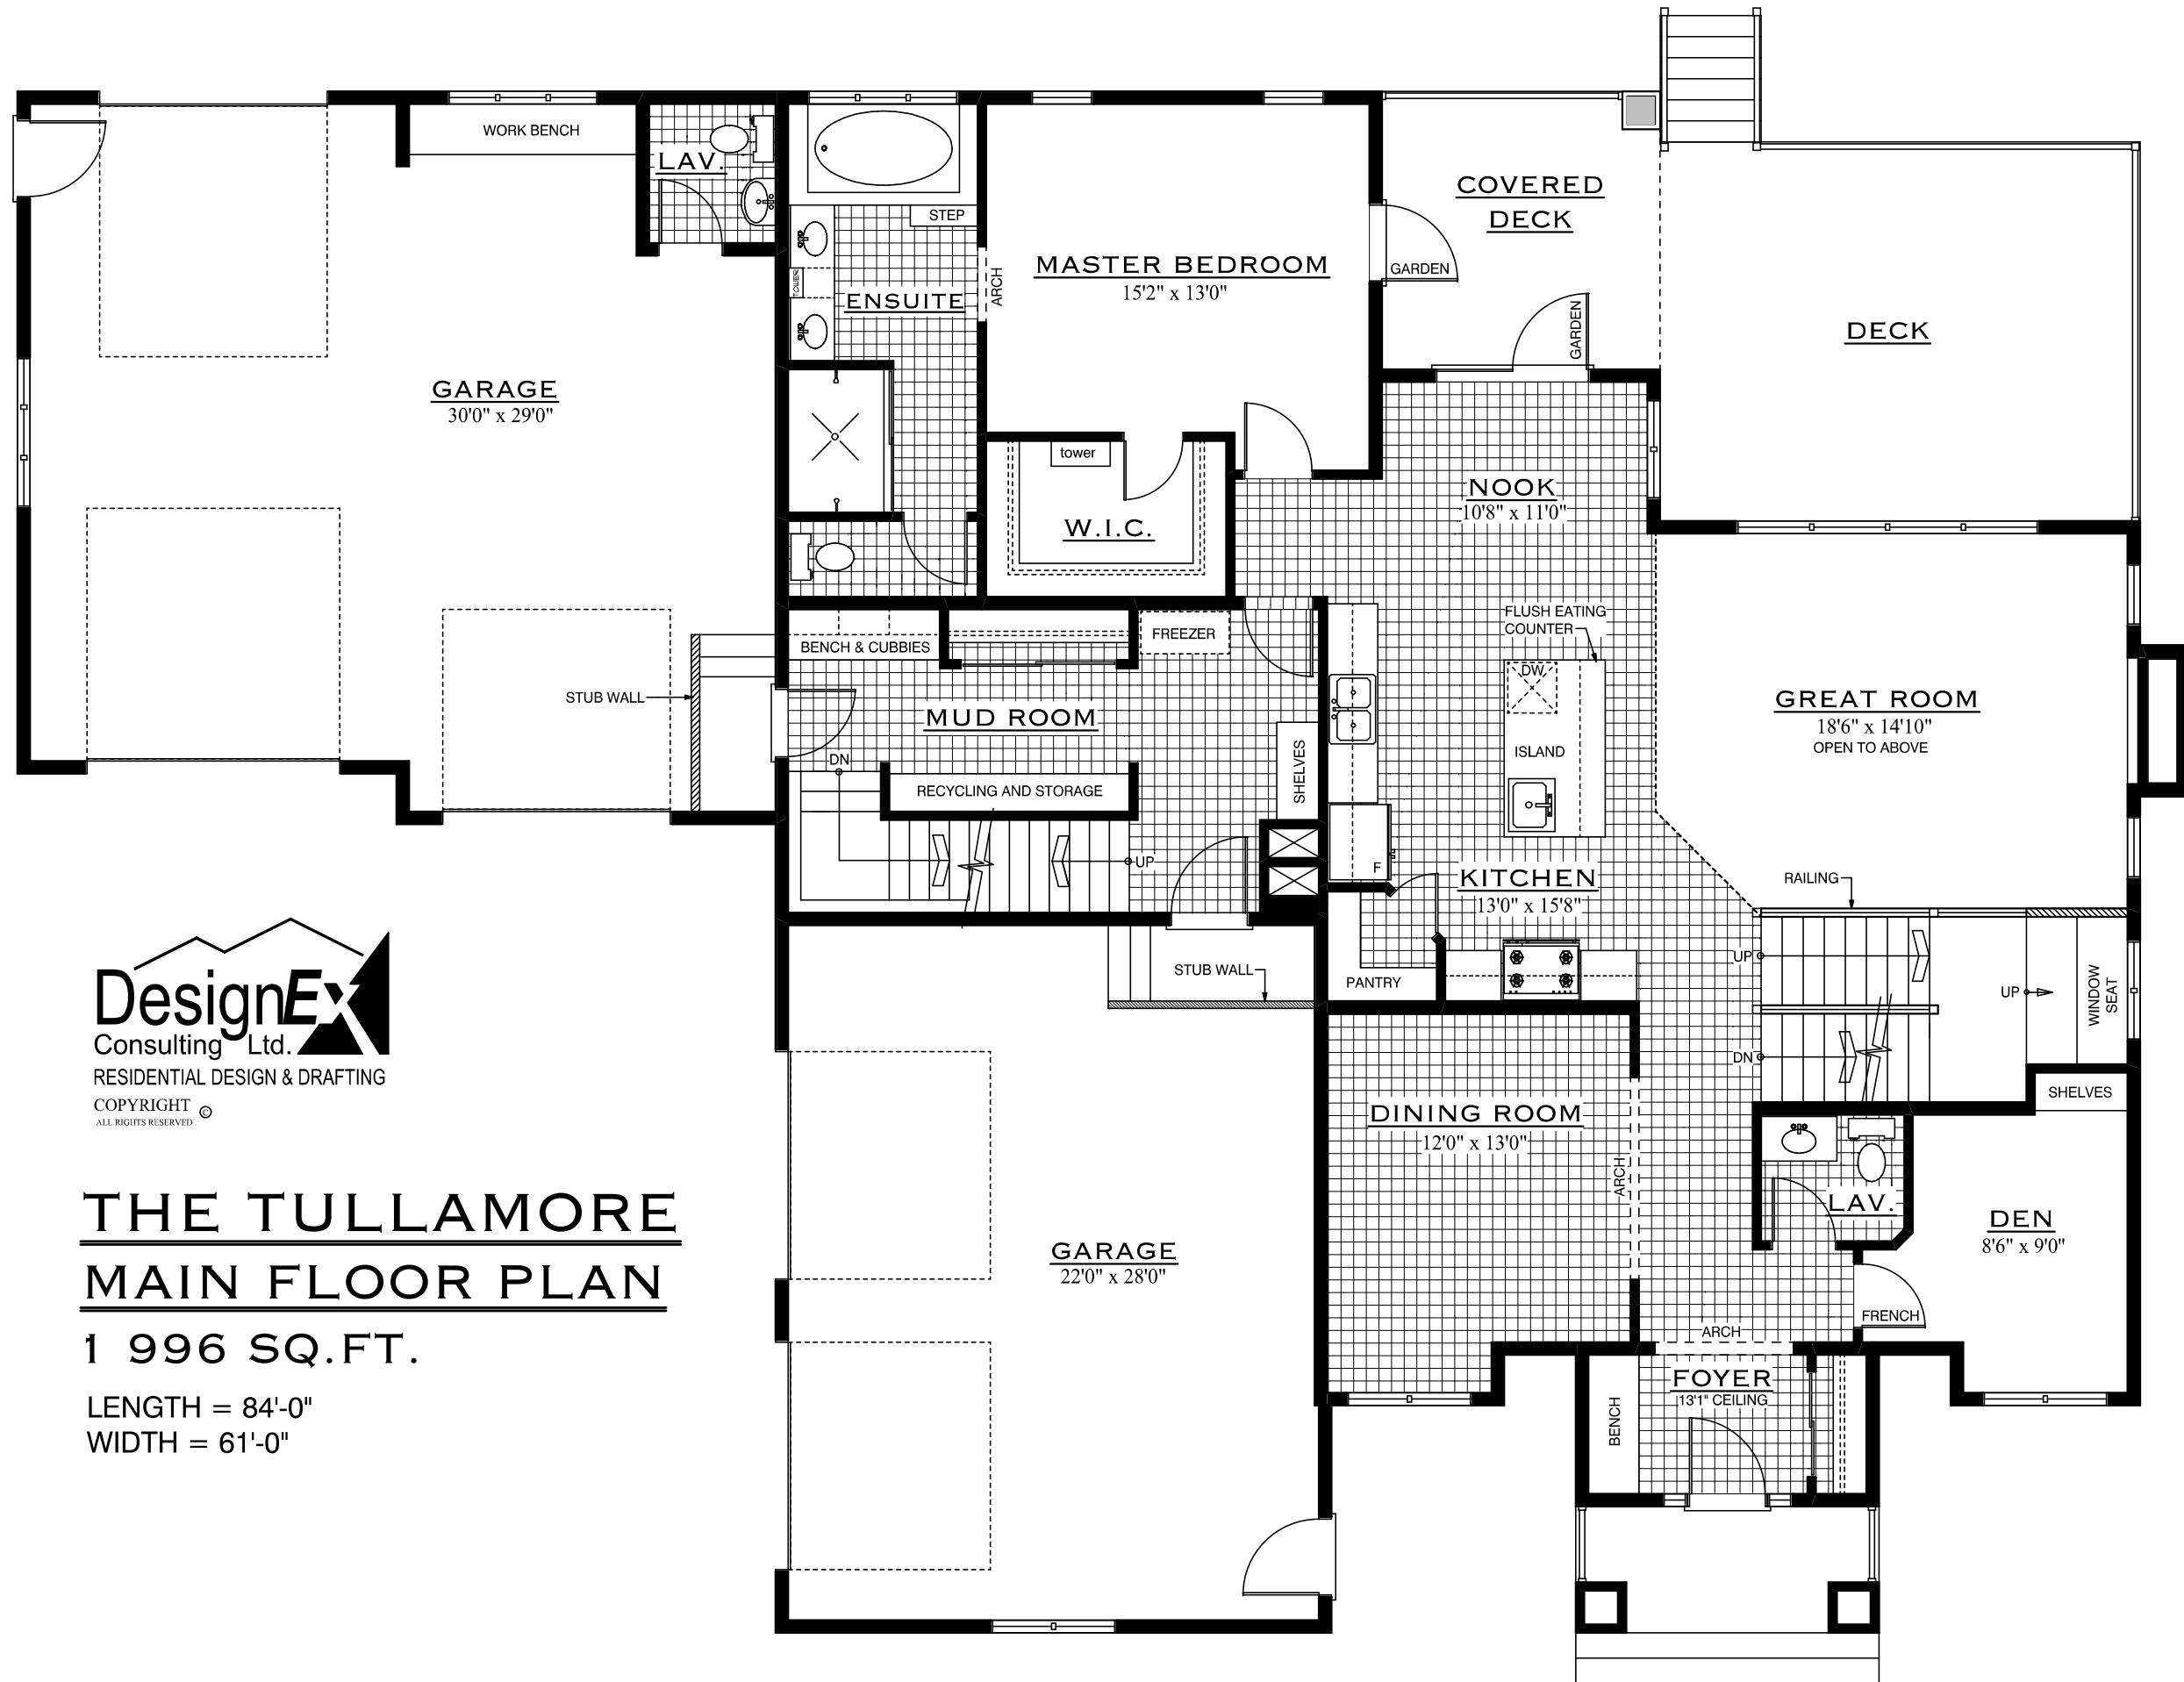 WORK BENCH
LAV.
STEP
TOWER
ENSUITE
ARCH
MASTER BEDROOM
15'2" x 13'0"
COVERED
DECK
GARDEN
GARDEN
DECK
GARAGE
30'0" x 29'0"
tower
W.I.C.
NOOK
10'8" x 11'0"
FLUSH EATING
COUNTER
BENCH & CUBBIES
FREEZER
STUB WALL
MUD ROOM
DN
RECYCLING AND STORAGE
SHELVES
UP
DW
ISLAND
F
GREAT ROOM
18'6" x 14'10"
OPEN TO ABOVE
KITCHEN
13'0" x 15'8"
RAILING
UP
UP
WINDOW
SEAT
DN
SHELVES
STUB WALL
PANTRY
DesignEx
Consulting Ltd.
RESIDENTIAL DESIGN & DRAFTING
COPYRIGHT ©
ALL RIGHTS RESERVED
DINING ROOM
12'0" x 13'0"
ARCH
LAV.
DEN
8'6" x 9'0"
FRENCH
ARCH
FOYER
13'1" CEILING
BENCH
GARAGE
22'0" x 28'0"
THE TULLAMORE
MAIN FLOOR PLAN
1 996 SQ.FT.
LENGTH = 84'-0"
WIDTH = 61'-0"